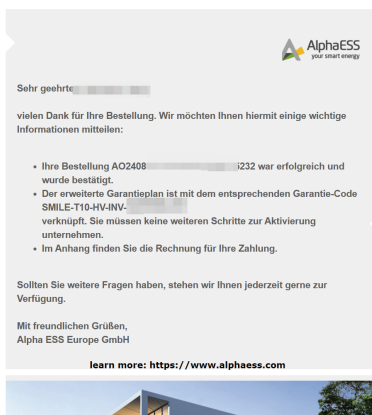 AlphaESS
your smart energy
Sehr geehrte
vielen Dank für Ihre Bestellung. Wir möchten Ihnen hiermit einige wichtige
Informationen mitteilen:
• Ihre Bestellung AO2408 i232 war erfolgreich und
wurde bestätigt.
• Der erweiterte Garantieplan ist mit dem entsprechenden Garantie-Code
SMILE-T10-HV-INV-
verknüpft. Sie müssen keine weiteren Schritte zur Aktivierung
unternehmen.
• Im Anhang finden Sie die Rechnung für Ihre Zahlung.
Sollten Sie weitere Fragen haben, stehen wir Ihnen jederzeit gerne zur
Verfügung.
Mit freundlichen Grüßen,
Alpha ESS Europe GmbH
learn more: https://www.alphaess.com